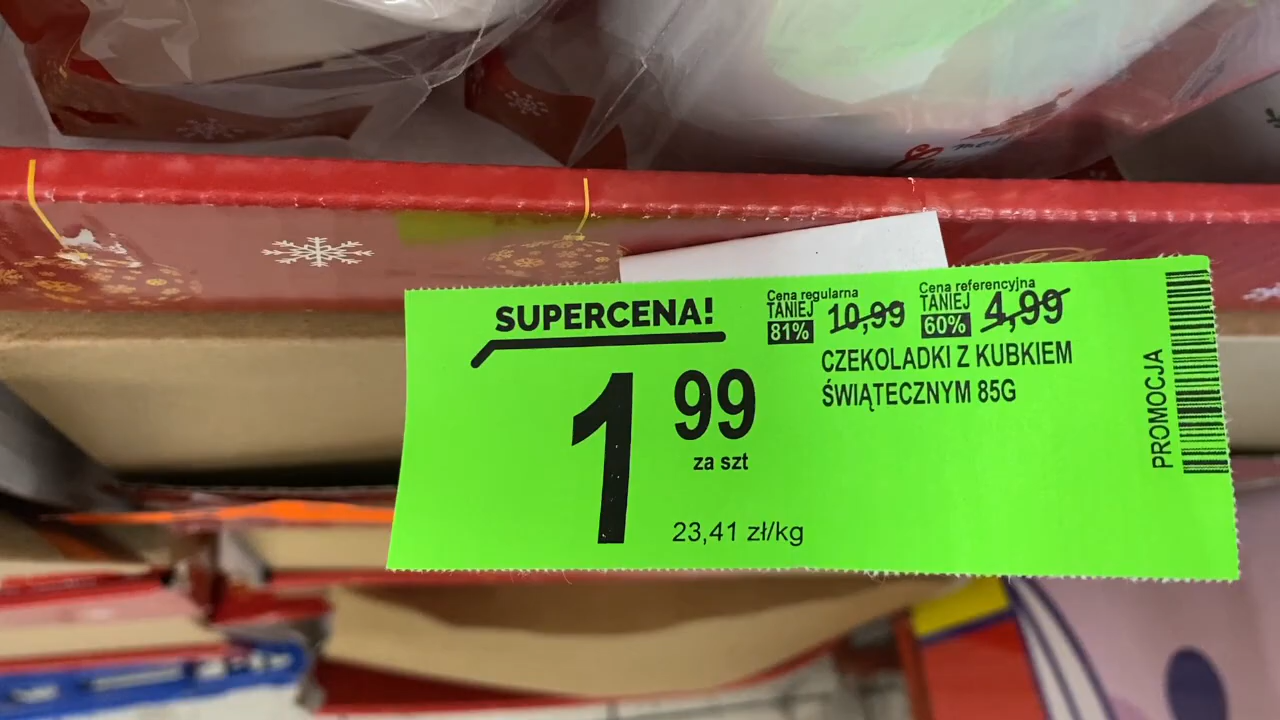 SUPERCENA!
1 99
za szt
23,41 zł/kg
Cena regularna
TANIEJ
81% 10,99
Cena referencyjna
TANIEJ
60% 4,99
CZEKOLADKI Z KUBKIEM
ŚWIĄTECZNYM 85G
PROMOCJA